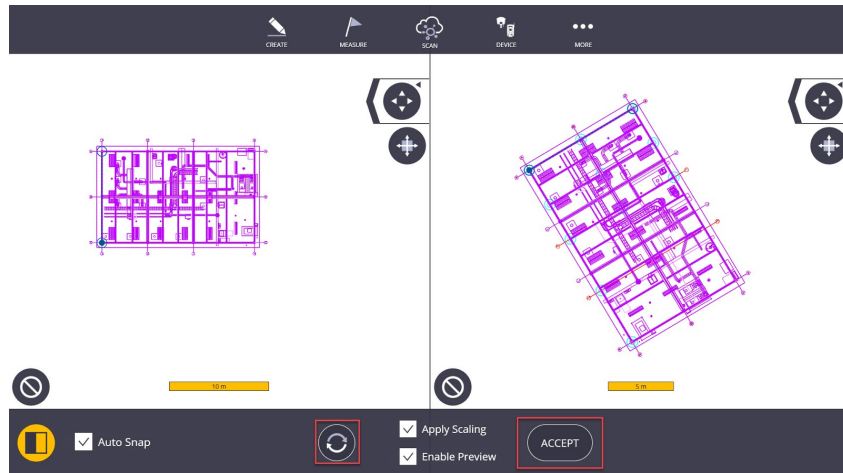 CREATE
MEASURE
SCAN
DEVICE
MORE
10 m
5 m
Auto Snap
Apply Scaling
Enable Preview
ACCEPT